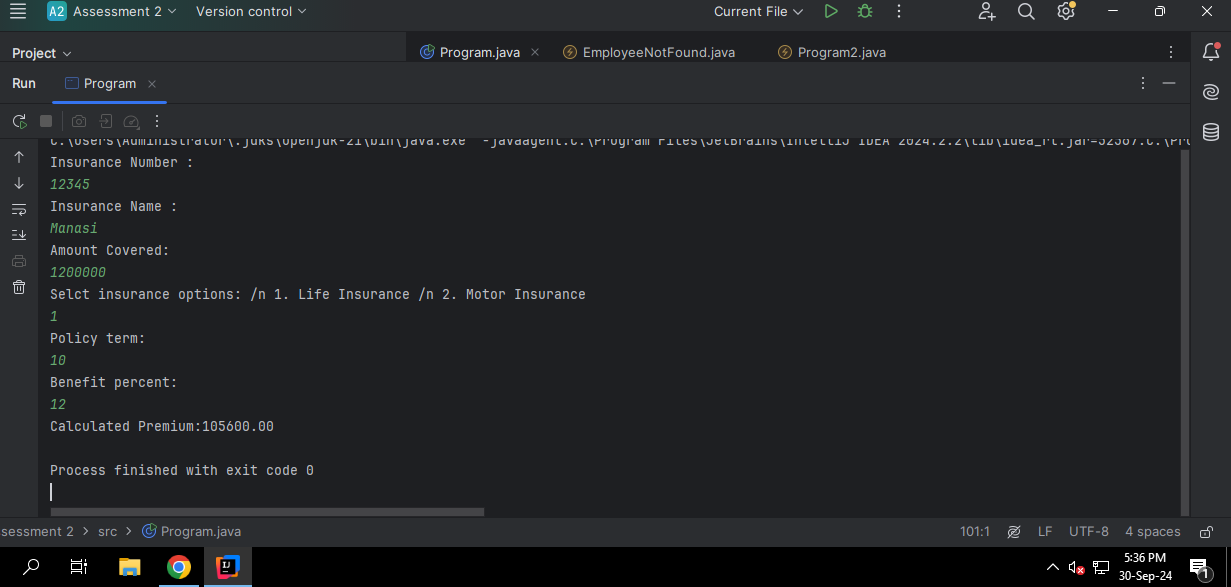 A2 Assessment 2 Version control Current File
Project Program.java EmployeeNotFound.java Program2.java
Run Program
C:\Users\Administrator\.jdks\openjdk-21\bin\java.exe" "-javaagent:C:\Program Files\JetBrains\IntelliJ IDEA 2024.2.2\lib\idea_rt.jar=52567:C:\Pro
Insurance Number :
12345
Insurance Name :
Manasi
Amount Covered:
1200000
Selct insurance options: /n 1. Life Insurance /n 2. Motor Insurance
1
Policy term:
10
Benefit percent:
12
Calculated Premium:105600.00
Process finished with exit code 0
ssessment 2 > src > Program.java 101:1 LF UTF-8 4 spaces
5:36 PM
30-Sep-24
1